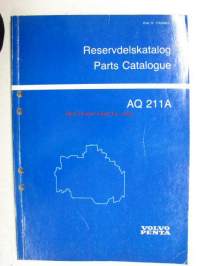 Reservdelskatalog
Parts Catalogue
AQ 211A
VOLVO
PENTA